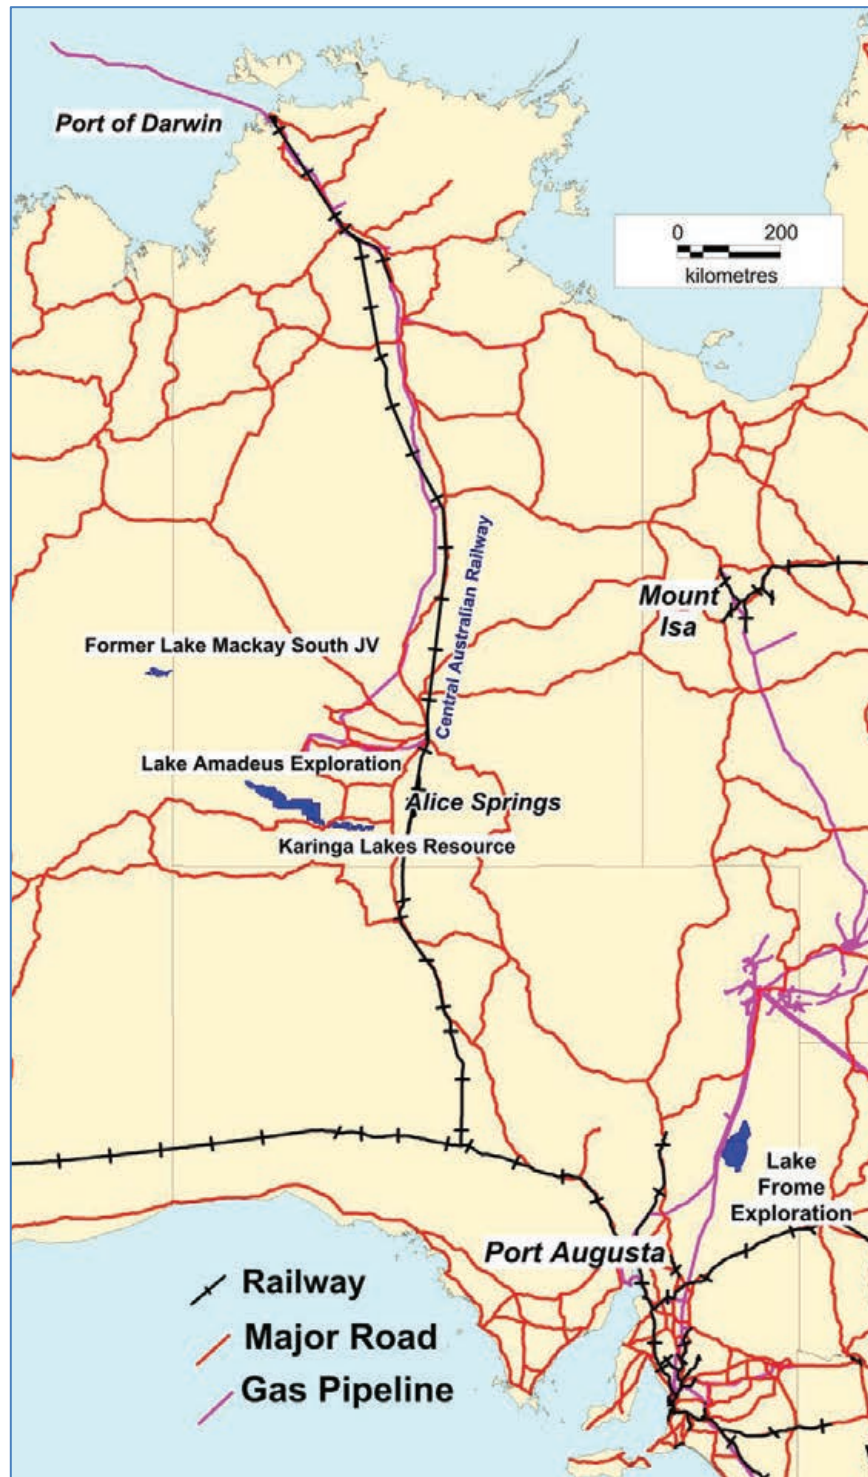 Port of Darwin
0 200
kilometres
Central Australian Railway
Mount
Isa
Former Lake Mackay South JV
Lake Amadeus Exploration
Alice Springs
Karinga Lakes Resource
Lake
Frome
Exploration
Port Augusta
Railway
Major Road
Gas Pipeline